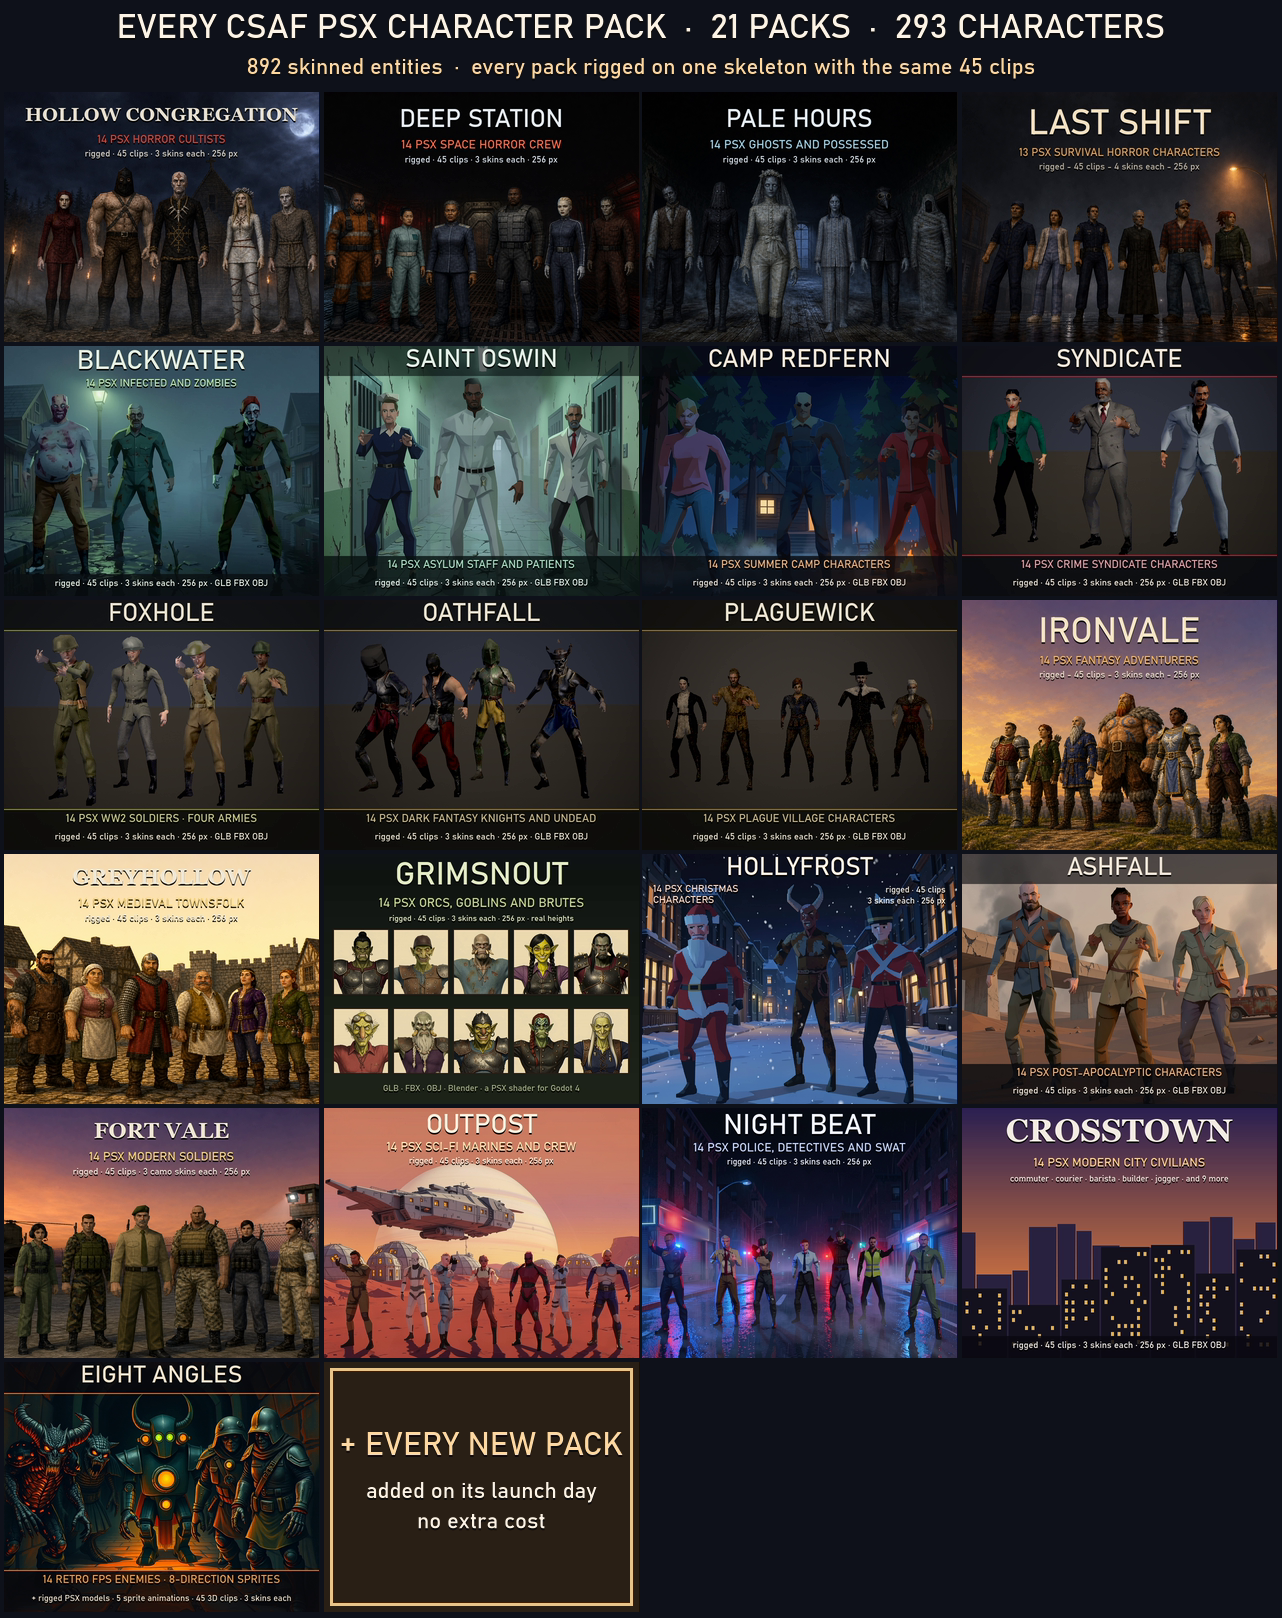 EVERY CSAF PSX CHARACTER PACK · 21 PACKS · 293 CHARACTERS
892 skinned entities · every pack rigged on one skeleton with the same 45 clips
HOLLOW CONGREGATION
14 PSX HORROR CULTISTS
rigged · 45 clips · 3 skins each · 256 px
DEEP STATION
14 PSX SPACE HORROR CREW
rigged · 45 clips · 3 skins each · 256 px
PALE HOURS
14 PSX GHOSTS AND POSSESSED
rigged · 45 clips · 3 skins each · 256 px
LAST SHIFT
13 PSX SURVIVAL HORROR CHARACTERS
rigged - 45 clips - 4 skins each - 256 px
BLACKWATER
14 PSX INFECTED AND ZOMBIES
rigged · 45 clips · 3 skins each · 256 px · GLB FBX OBJ
SAINT OSWIN
14 PSX ASYLUM STAFF AND PATIENTS
rigged · 45 clips · 3 skins each · 256 px · GLB FBX OBJ
CAMP REDFERN
14 PSX SUMMER CAMP CHARACTERS
rigged · 45 clips · 3 skins each · 256 px · GLB FBX OBJ
SYNDICATE
14 PSX CRIME SYNDICATE CHARACTERS
rigged · 45 clips · 3 skins each · 256 px · GLB FBX OBJ
FOXHOLE
14 PSX WW2 SOLDIERS · FOUR ARMIES
rigged · 45 clips · 3 skins each · 256 px · GLB FBX OBJ
OATHFALL
14 PSX DARK FANTASY KNIGHTS AND UNDEAD
rigged · 45 clips · 3 skins each · 256 px · GLB FBX OBJ
PLAGUEWICK
14 PSX PLAGUE VILLAGE CHARACTERS
rigged · 45 clips · 3 skins each · 256 px · GLB FBX OBJ
IRONVALE
14 PSX FANTASY ADVENTURERS
rigged - 45 clips - 3 skins each - 256 px
GREYHOLLOW
14 PSX MEDIEVAL TOWNSFOLK
rigged · 45 clips · 3 skins each · 256 px
GRIMSNOUT
14 PSX ORCS, GOBLINS AND BRUTES
rigged · 45 clips · 3 skins each · 256 px · real heights
GLB · FBX · OBJ · Blender · a PSX shader for Godot 4
HOLLYFROST
14 PSX CHRISTMAS
CHARACTERS
rigged · 45 clips
3 skins each · 256 px
ASHFALL
14 PSX POST-APOCALYPTIC CHARACTERS
rigged · 45 clips · 3 skins each · 256 px · GLB FBX OBJ
FORT VALE
14 PSX MODERN SOLDIERS
rigged · 45 clips · 3 camo skins each · 256 px
OUTPOST
14 PSX SCI-FI MARINES AND CREW
rigged · 45 clips · 3 skins each · 256 px
NIGHT BEAT
14 PSX POLICE, DETECTIVES AND SWAT
rigged · 45 clips · 3 skins each · 256 px
CROSSTOWN
14 PSX MODERN CITY CIVILIANS
commuter · courier · barista · builder · jogger · and 9 more
rigged · 45 clips · 3 skins each · 256 px · GLB FBX OBJ
EIGHT ANGLES
14 RETRO FPS ENEMIES · 8-DIRECTION SPRITES
+ rigged PSX models · 5 sprite animations · 45 3D clips · 3 skins each
+ EVERY NEW PACK
added on its launch day
no extra cost